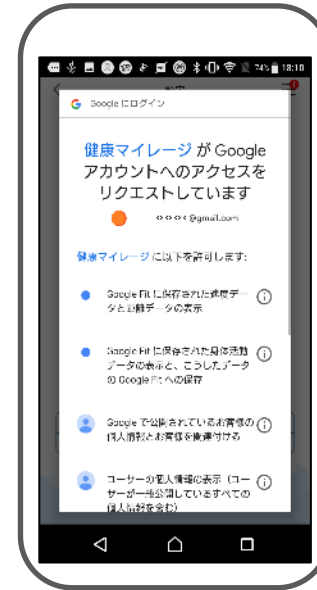 74% 18:10
Google にログイン
健康マイレージ が Google
アカウントへのアクセスを
リクエストしています
@gmail.com
健康マイレージ に以下を許可します:
Google Fit に保存された速度デー
タと距離データの表示
Google Fit に保存された身体活動
データの表示と、こうしたデータ
の Google Fit への保存
Google で公開されているお客様の
個人情報とお客様を関連付ける
ユーザーの個人情報の表示（ユー
ザーが一般公開しているすべての
個人情報を含む）